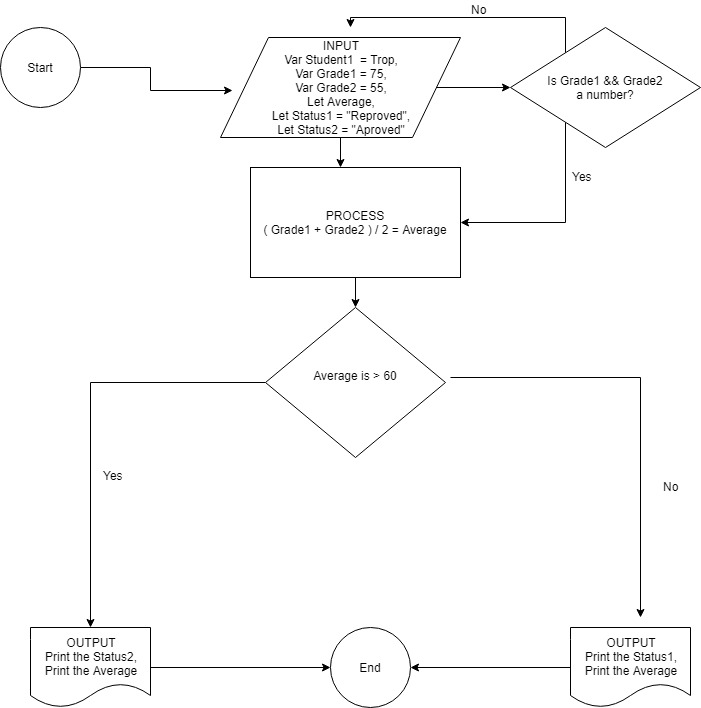 No
Start
INPUT
Var Student1 = Trop,
Var Grade1 = 75,
Var Grade2 = 55,
Let Average,
Let Status1 = "Reproved",
Let Status2 = "Aproved"
Is Grade1 && Grade2
a number?
Yes
PROCESS
( Grade1 + Grade2 ) / 2 = Average
Average is > 60
Yes
No
OUTPUT
Print the Status2,
Print the Average
End
OUTPUT
Print the Status1,
Print the Average